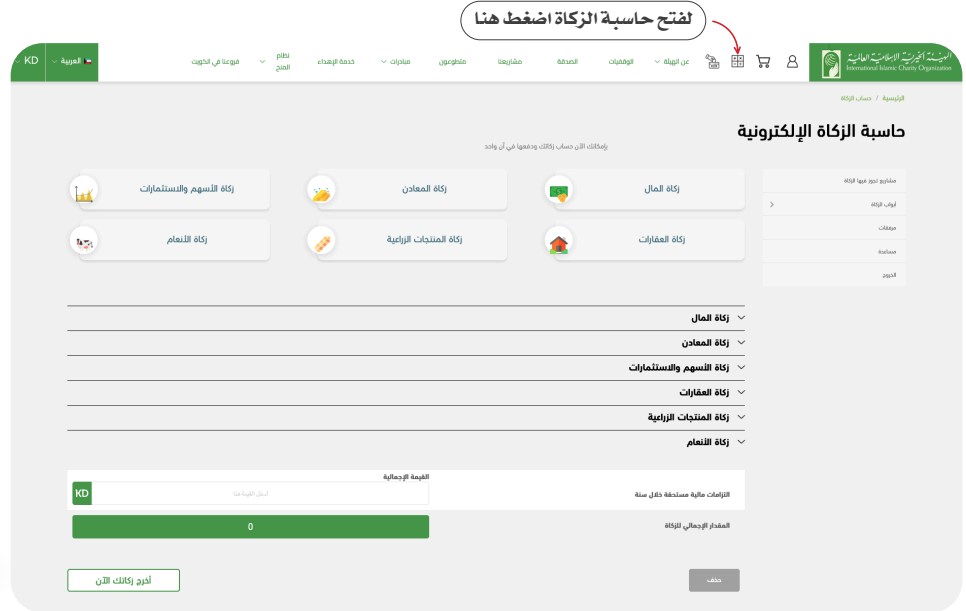 لفتح حاسبة الزكاة اضغط هنا
الهيئة الخيرية الإسلامية العالمية
International Islamic Charity Organization
عن الهيئة
الوقفيات
الصدقة
مشاريعنا
متطوعون
مبادرات
خدمة الإهداء
نظام المنح
فروعنا في الكويت
العربية
KD
الرئيسية / حساب الزكاة
حاسبة الزكاة الإلكترونية
بإمكانك الآن حساب زكاتك ودفعها في آن واحد
مشاريع تجوز فيها الزكاة
أبواب الزكاة
مرفقات
مساعدة
الخروج
زكاة المال
زكاة المعادن
زكاة الأسهم والاستثمارات
زكاة العقارات
زكاة المنتجات الزراعية
زكاة الأنعام
زكاة المال
زكاة المعادن
زكاة الأسهم والاستثمارات
زكاة العقارات
زكاة المنتجات الزراعية
زكاة الأنعام
القيمة الإجمالية
التزامات مالية مستحقة خلال سنة
أدخل القيمة هنا
KD
المقدار الإجمالي للزكاة
0
حذف
أخرج زكاتك الآن